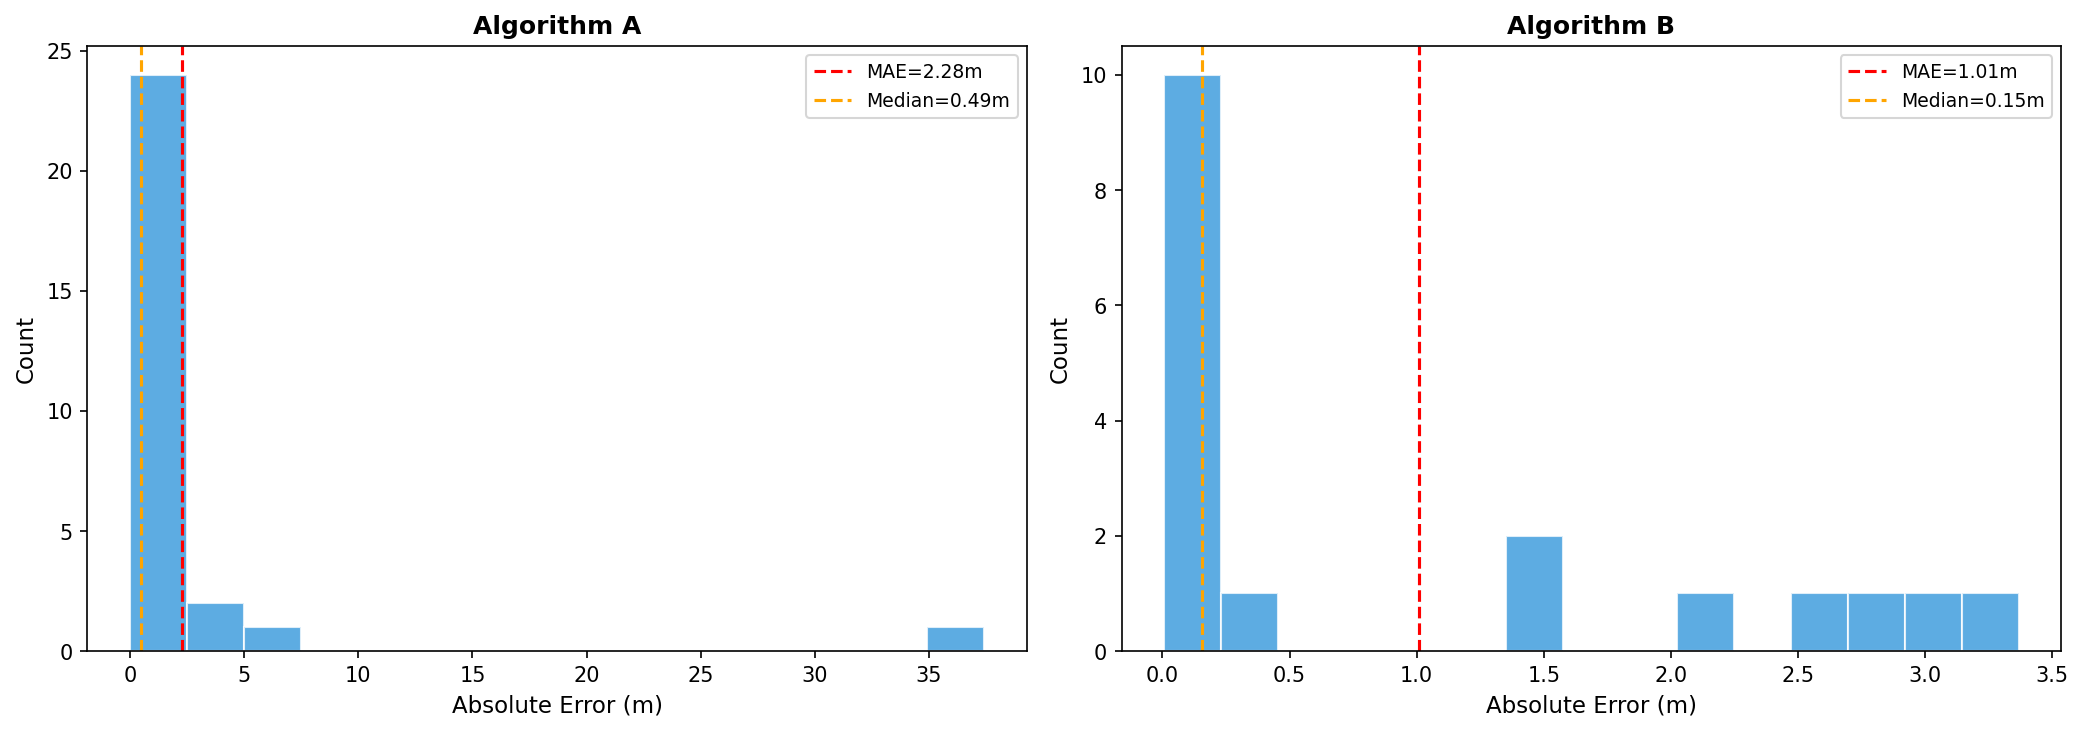 Algorithm A
25
20
15
10
5
0
Count
MAE=2.28m
Median=0.49m
0 5 10 15 20 25 30 35
Absolute Error (m)
Algorithm B
10
8
6
4
2
0
Count
MAE=1.01m
Median=0.15m
0.0 0.5 1.0 1.5 2.0 2.5 3.0 3.5
Absolute Error (m)